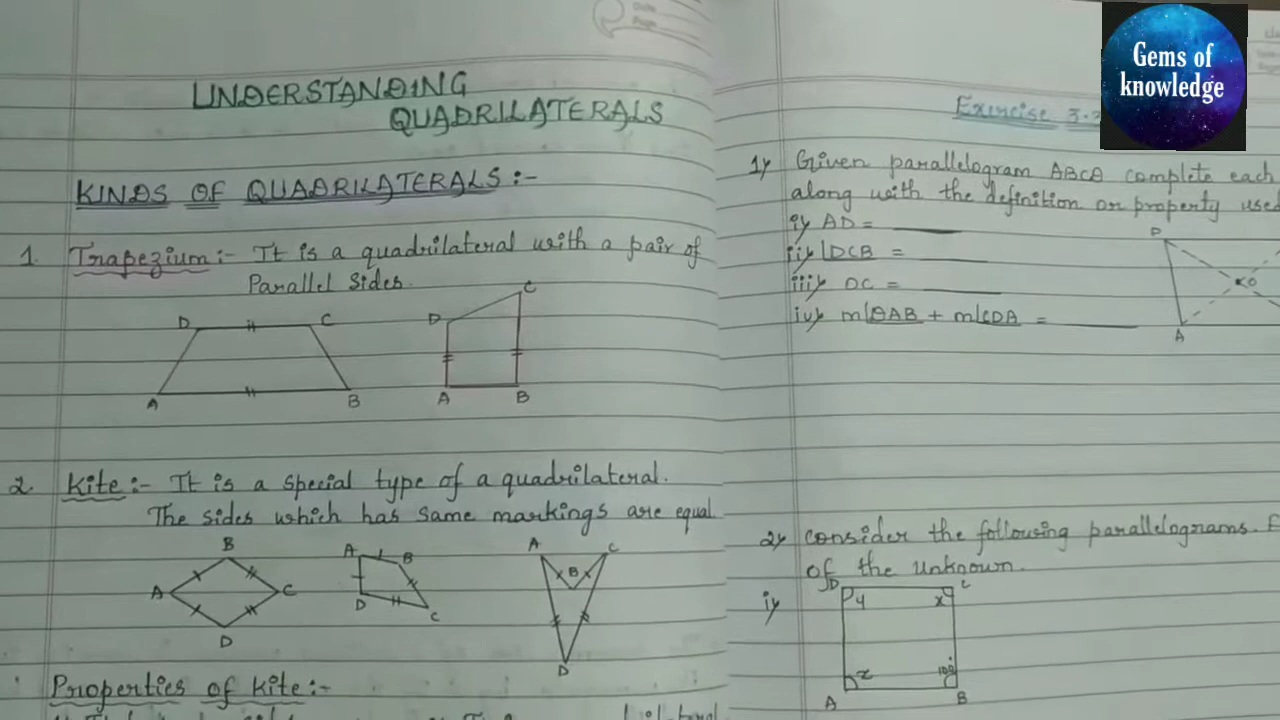 Date
Page
UNDERSTANDING
QUADRILATERALS
KINDS OF QUADRILATERALS :-
1. Trapezium :- It is a quadrilateral with a pair of
Parallel Sides.
D C
A B
D C
A B
2. Kite :- It is a special type of a quadrilateral.
The sides which has same markings are equal
B
A C
D
A B
D C
A C
B
D
Properties of Kite :-
Gems of
knowledge
Exercise 3.
1) Given parallelogram ABCD complete each
along with the definition or property used
i) AD =
ii) ∠DCB =
iii) OC =
iv) m∠DAB + m∠CDA =
D
O
A
2) Consider the following parallelograms.
of the unknown.
i)
D C
y x
z 100°
A B